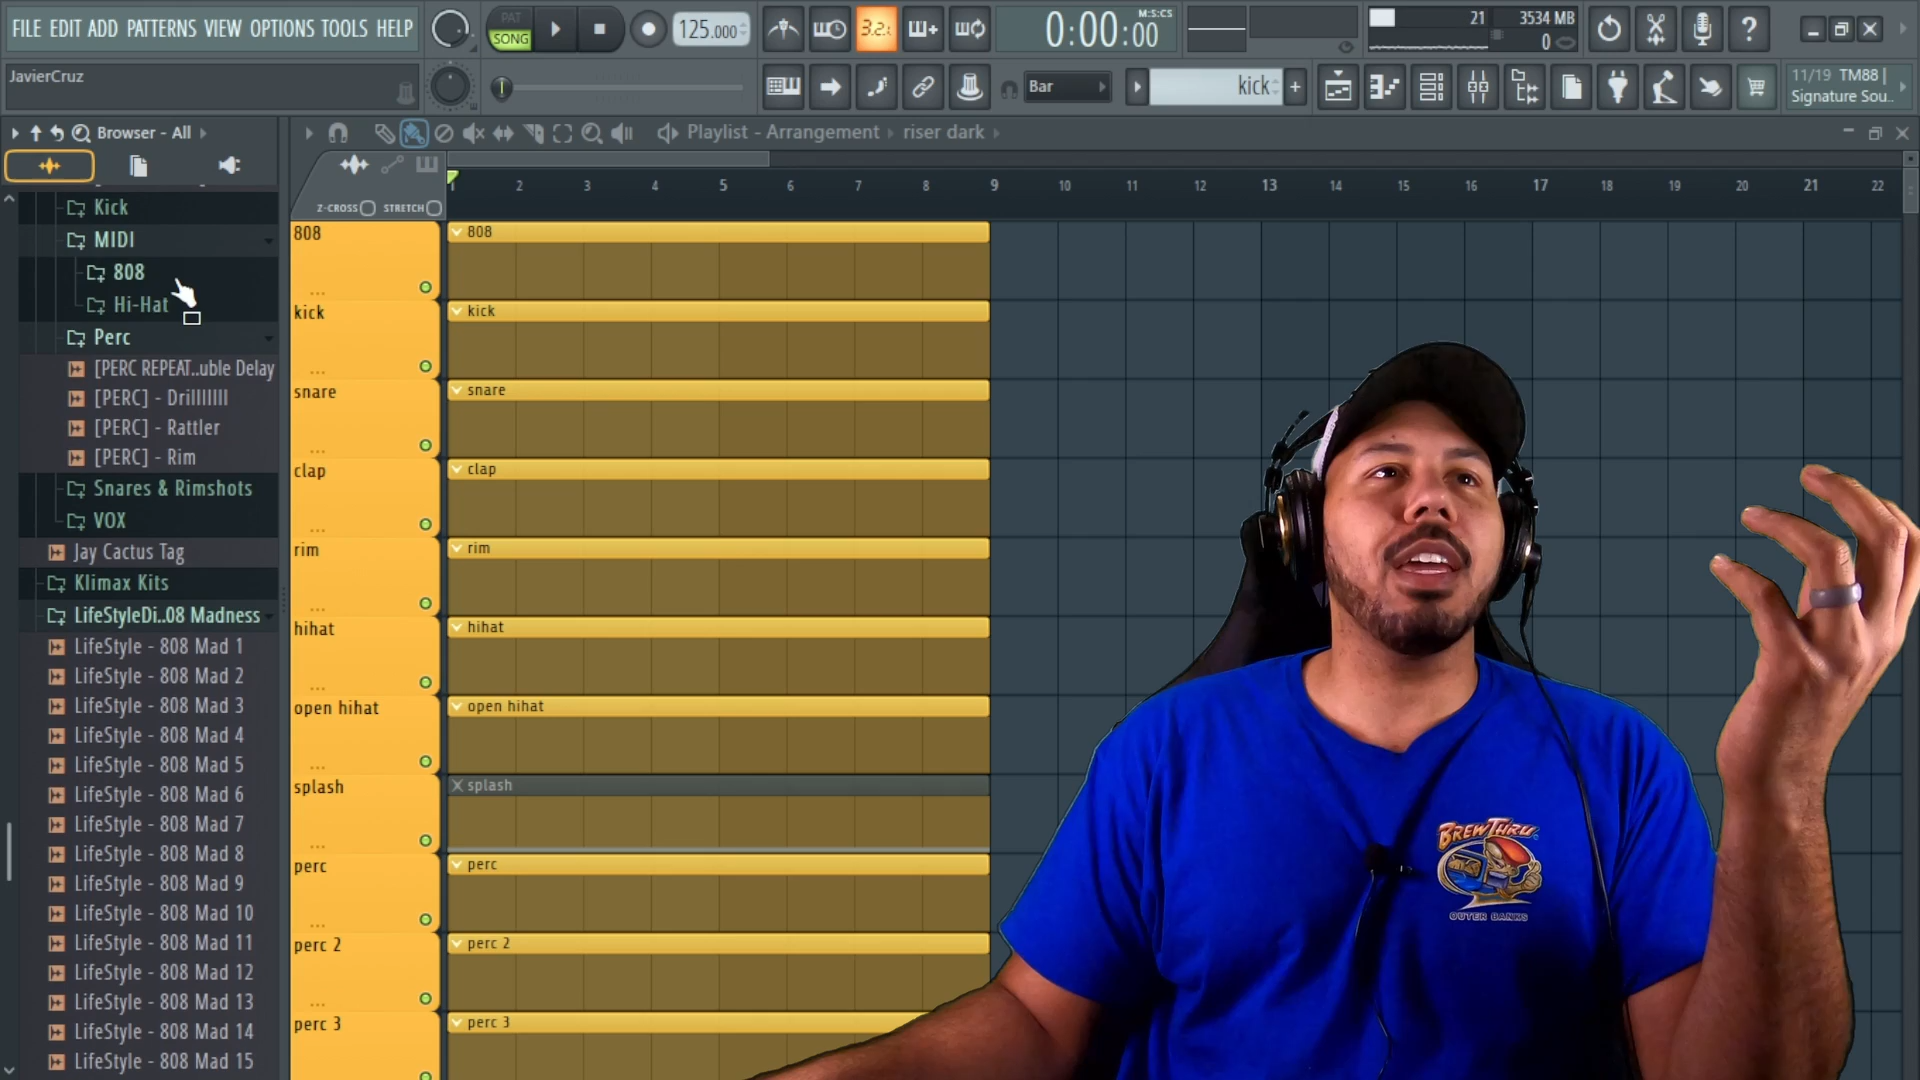 FILE EDIT ADD PATTERNS VIEW OPTIONS TOOLS HELP
PAT
SONG
125.000
3.2.
0:00:00
M:S:CS
21
3534 MB
0
?
JavierCruz
Bar
kick
11/19 TM88 |
Signature Sou..
Browser - All
Playlist - Arrangement
riser dark
Z-CROSS
STRETCH
1 2 3 4 5 6 7 8 9 10 11 12 13 14 15 16 17 18 19 20 21 22
Kick
MIDI
808
Hi-Hat
Perc
[PERC REPEAT..uble Delay
[PERC] - Drilllllll
[PERC] - Rattler
[PERC] - Rim
Snares & Rimshots
VOX
Jay Cactus Tag
Klimax Kits
LifeStyleDi..08 Madness
LifeStyle - 808 Mad 1
LifeStyle - 808 Mad 2
LifeStyle - 808 Mad 3
LifeStyle - 808 Mad 4
LifeStyle - 808 Mad 5
LifeStyle - 808 Mad 6
LifeStyle - 808 Mad 7
LifeStyle - 808 Mad 8
LifeStyle - 808 Mad 9
LifeStyle - 808 Mad 10
LifeStyle - 808 Mad 11
LifeStyle - 808 Mad 12
LifeStyle - 808 Mad 13
LifeStyle - 808 Mad 14
LifeStyle - 808 Mad 15
808
808
kick
kick
snare
snare
clap
clap
rim
rim
hihat
hihat
open hihat
open hihat
splash
splash
perc
perc
perc 2
perc 2
perc 3
perc 3
BREWTHRU
OUTER BANKS